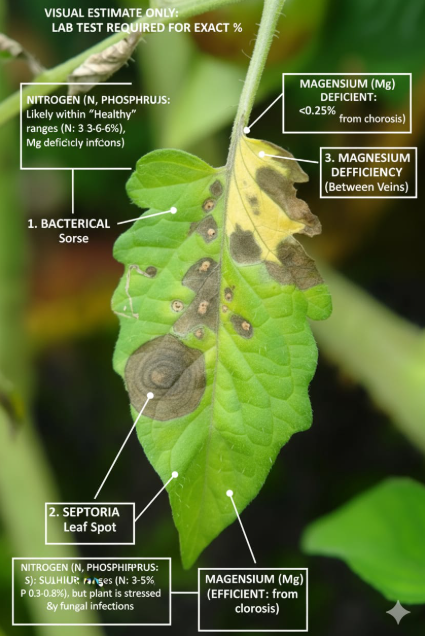 VISUAL ESTIMATE ONLY:
LAB TEST REQUIRED FOR EXACT %
NITROGEN (N, PHOSPHRUJS:
Likely within "Healthy"
ranges (N: 3 3-6-6%),
Mg
MAGENSIUM (Mg)
DEFICIENT:
<0.25% from chorosis)
3. MAGNESIUM
DEFFICIENCY
(Between Veins)
1. BACTERICAL
Sorse
2. SEPTORIA
Leaf Spot
NITROGEN (N, PHOSPHIRPRUS:
S): SULHUR: ranges (N: 3-5%
P 0.3-0.8%), but plant is stressed
&y fungal infections
MAGENSIUM (Mg)
(EFFICIENT: from
clorosis)